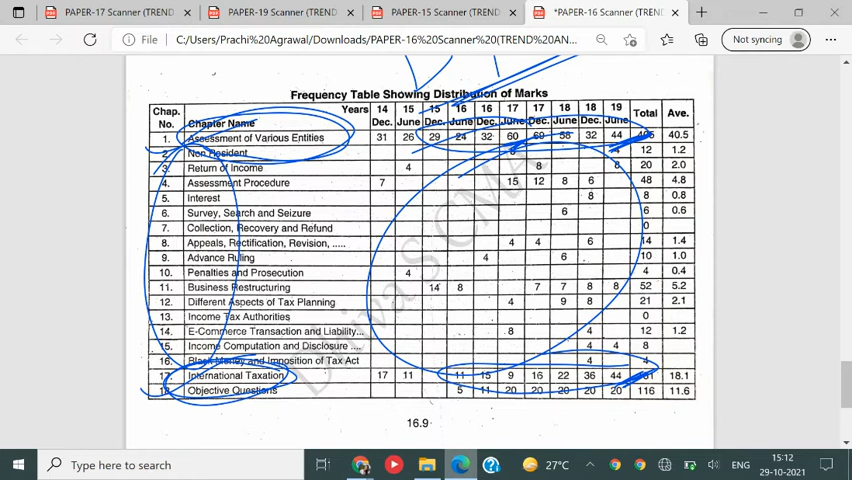 PAPER-17 Scanner (TREND
PAPER-19 Scanner (TREND
PAPER-15 Scanner (TREND
*PAPER-16 Scanner (TREND
File
C:/Users/Prachi%20Agrawal/Downloads/PAPER-16%20Scanner%20(TREND%20AN...
Not syncing
Frequency Table Showing Distribution of Marks
Chap. No. Chapter Name Years 14 Dec. 15 June 15 Dec. 16 June 16 Dec. 17 June 17 Dec. 18 June 18 Dec. 19 June Total Ave.
1. Assessment of Various Entities 31 26 29 24 32 60 69 58 32 44 405 40.5
2. Non Resident 8 4 12 1.2
3. Return of Income 4 8 8 20 2.0
4. Assessment Procedure 7 15 12 8 6 48 4.8
5. Interest 8 8 0.8
6. Survey, Search and Seizure 6 6 0.6
7. Collection, Recovery and Refund 0
8. Appeals, Rectification, Revision, ..... 4 4 6 14 1.4
9. Advance Ruling 4 6 10 1.0
10. Penalties and Prosecution 4 4 0.4
11. Business Restructuring 14 8 7 7 8 8 52 5.2
12. Different Aspects of Tax Planning 4 9 8 21 2.1
13. Income Tax Authorities 0
14. E-Commerce Transaction and Liability... 8 4 12 1.2
15. Income Computation and Disclosure .... 4 4 8
16. Black Money and Imposition of Tax Act 4 4
17. International Taxation 17 11 11 15 9 16 22 36 44 18.1
18. Objective Questions 5 11 20 20 20 20 20 116 11.6
16.9
Type here to search
27°C
ENG
15:12
29-10-2021